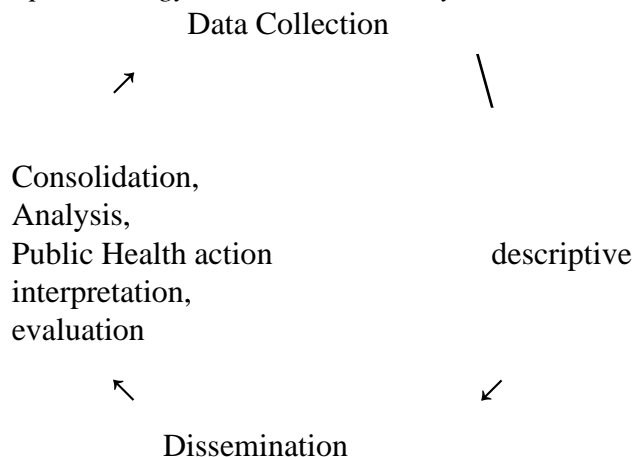 Data Collection
Consolidation,
Analysis,
Public Health action descriptive
interpretation,
evaluation
Dissemination